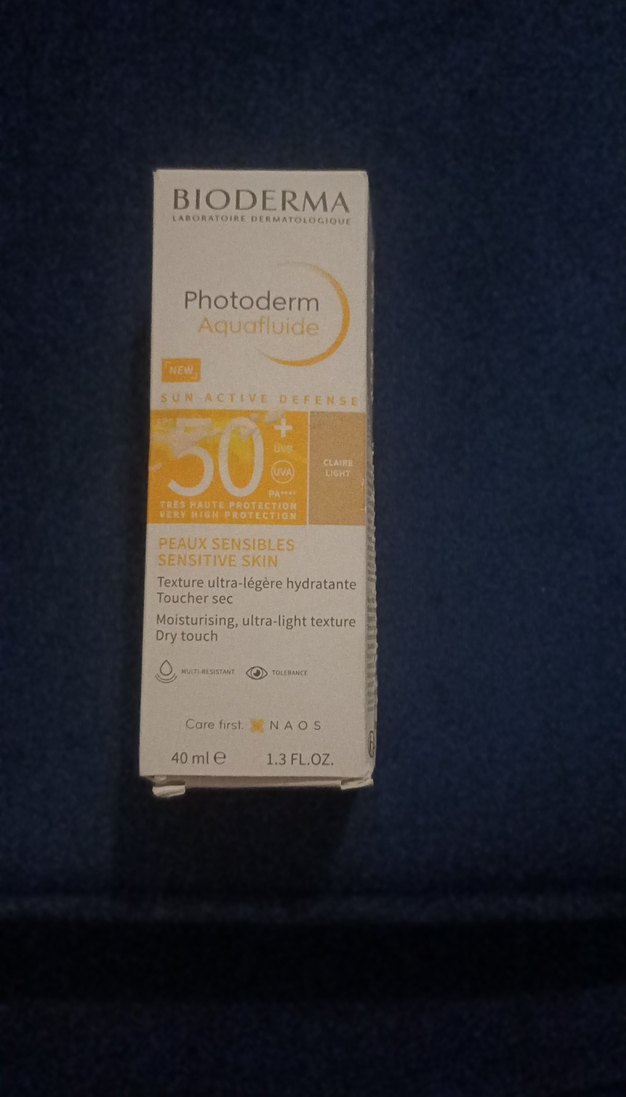 BIODERMA
LABORATOIRE DERMATOLOGIQUE
Photoderm
Aquafluide
NEW
SUN ACTIVE DEFENSE
50+
UVB
UVA
PA++++
CLAIRE
LIGHT
TRÈS HAUTE PROTECTION
VERY HIGH PROTECTION
PEAUX SENSIBLES
SENSITIVE SKIN
Texture ultra-légère hydratante
Toucher sec
Moisturising, ultra-light texture
Dry touch
MULTI-RESISTANT
TOLERANCE
Care first. NAOS
40 ml ℮ 1.3 FL.OZ.